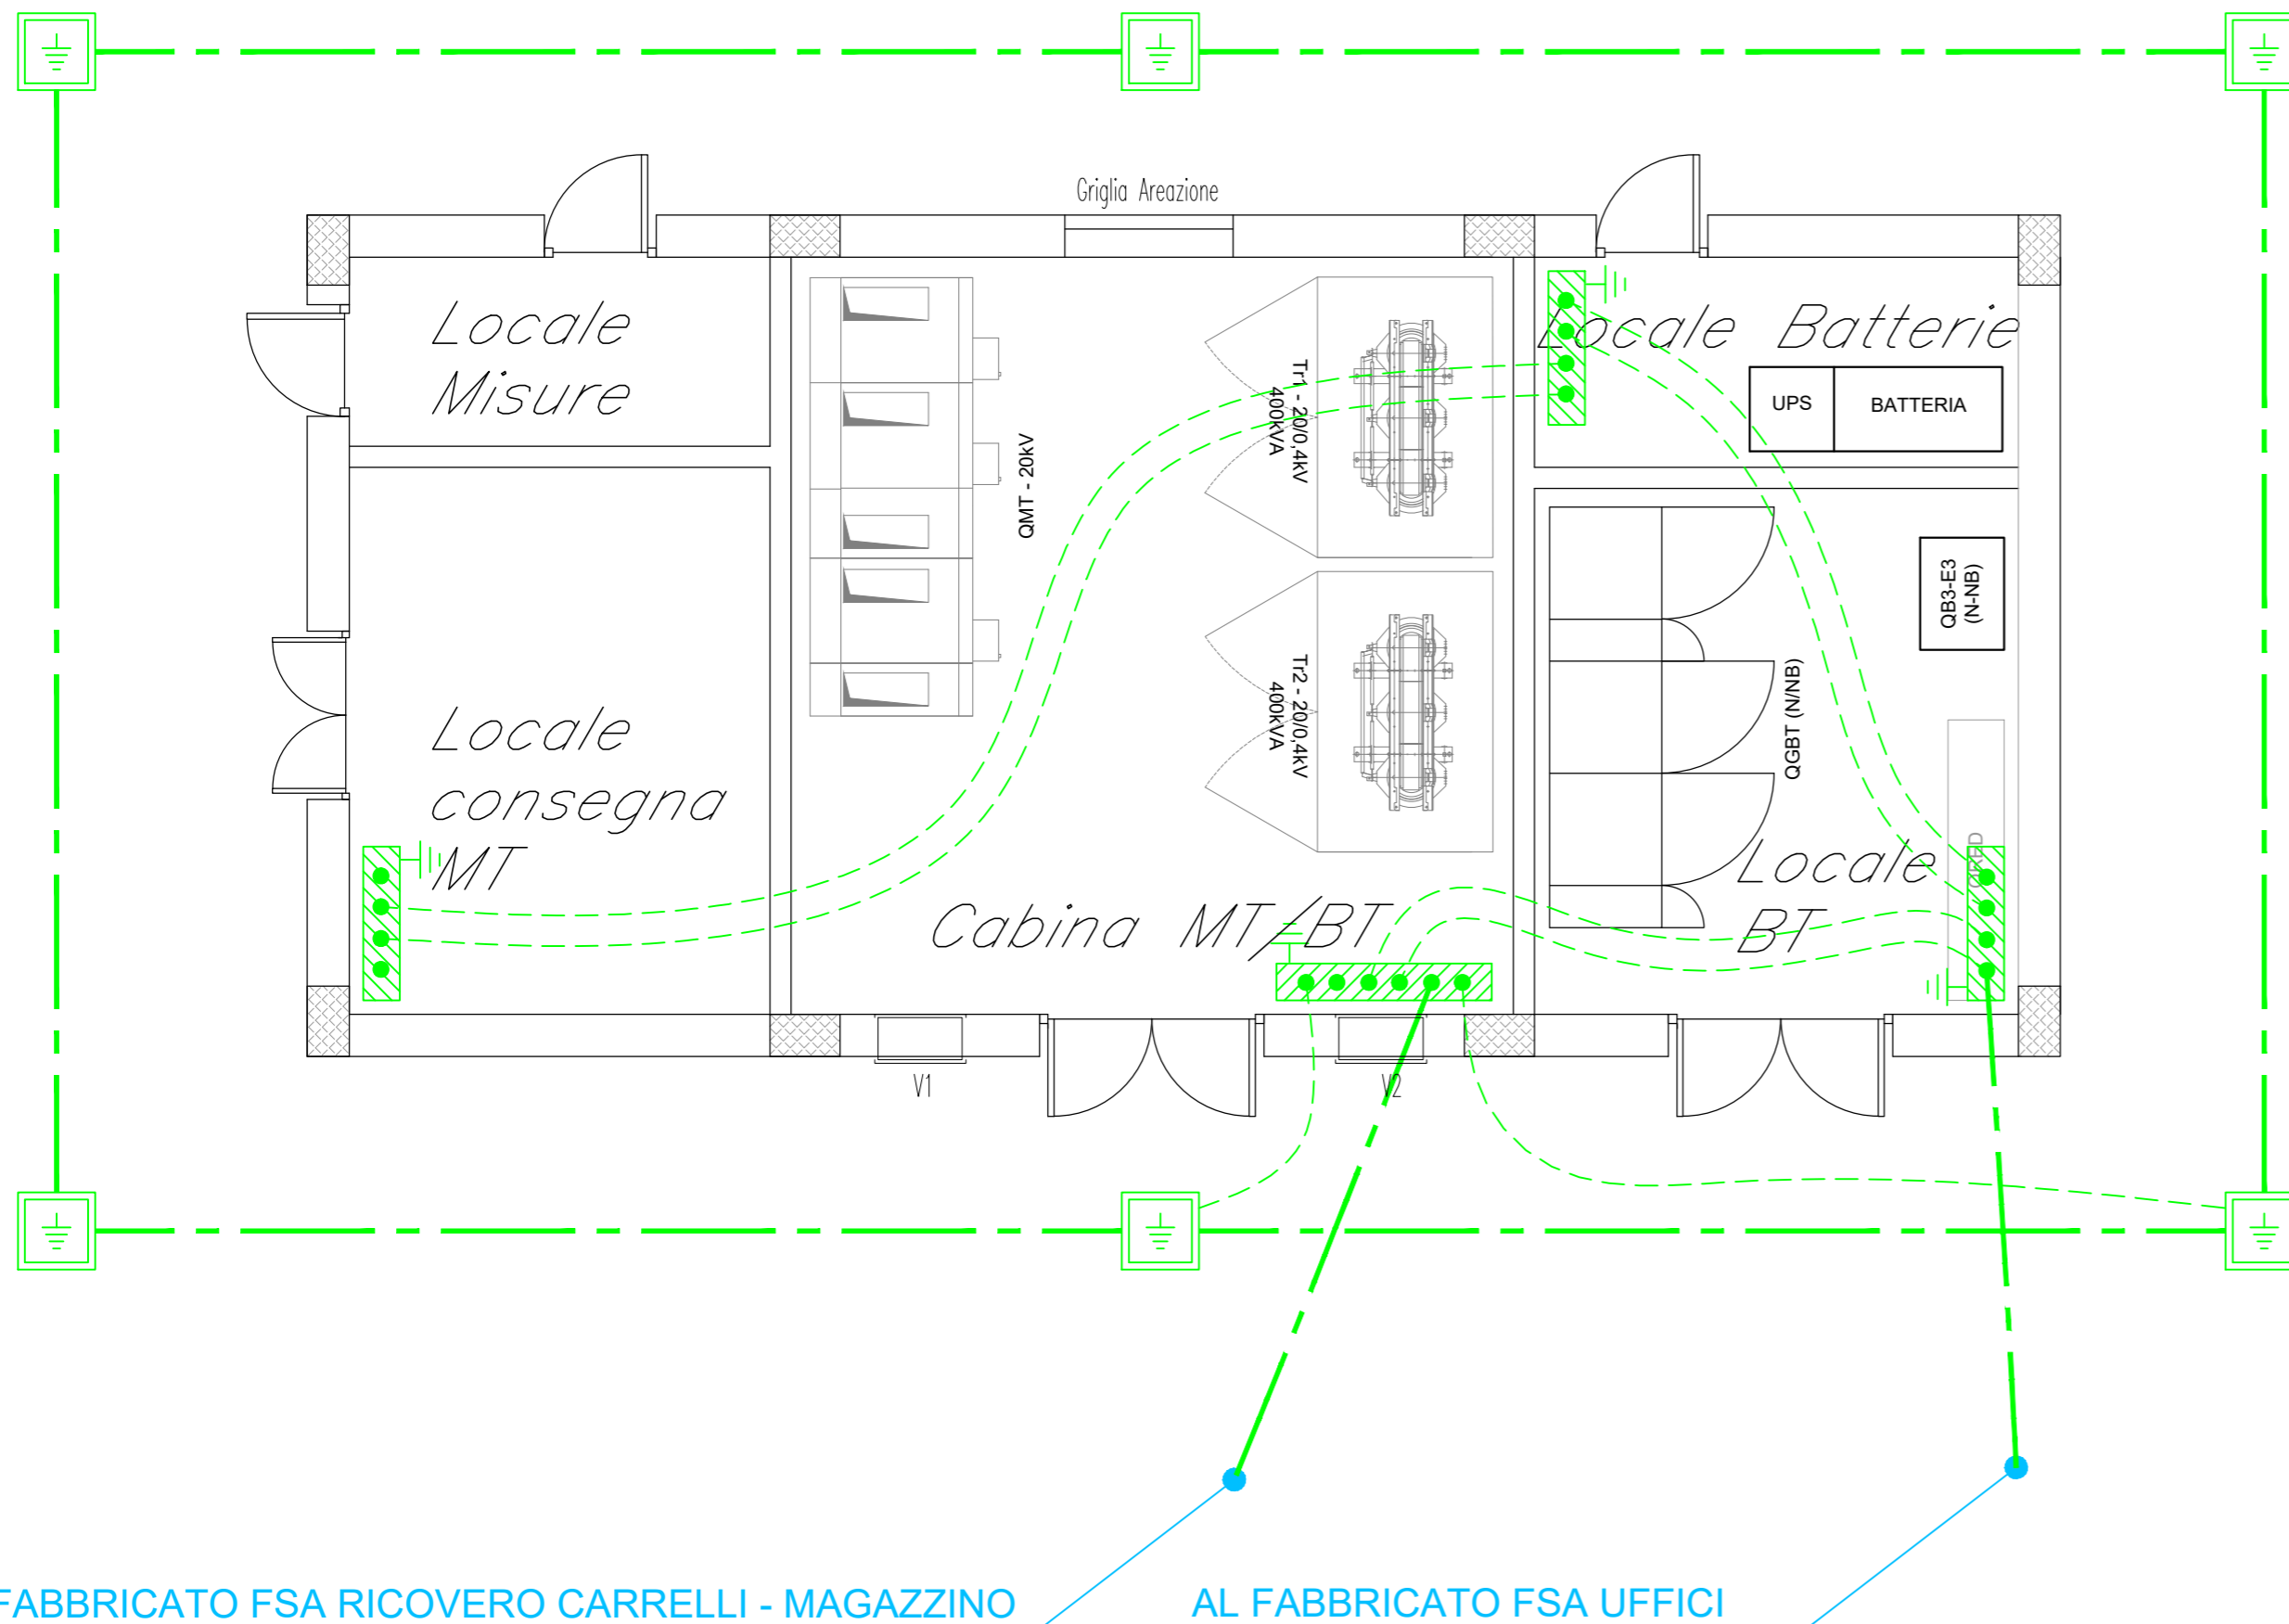 Griglia Areazione
Locale
Misure
Locale Batterie
UPS
BATTERIA
QMT - 20kV
Tr1 - 20/0,4kV
400kVA
QB3-E3
(N-NB)
Tr2 - 20/0,4kV
400kVA
QGBT (N/NB)
Locale
consegna
MT
Locale
BT
Cabina MT/BT
V1
V2
FABBRICATO FSA RICOVERO CARRELLI - MAGAZZINO
AL FABBRICATO FSA UFFICI